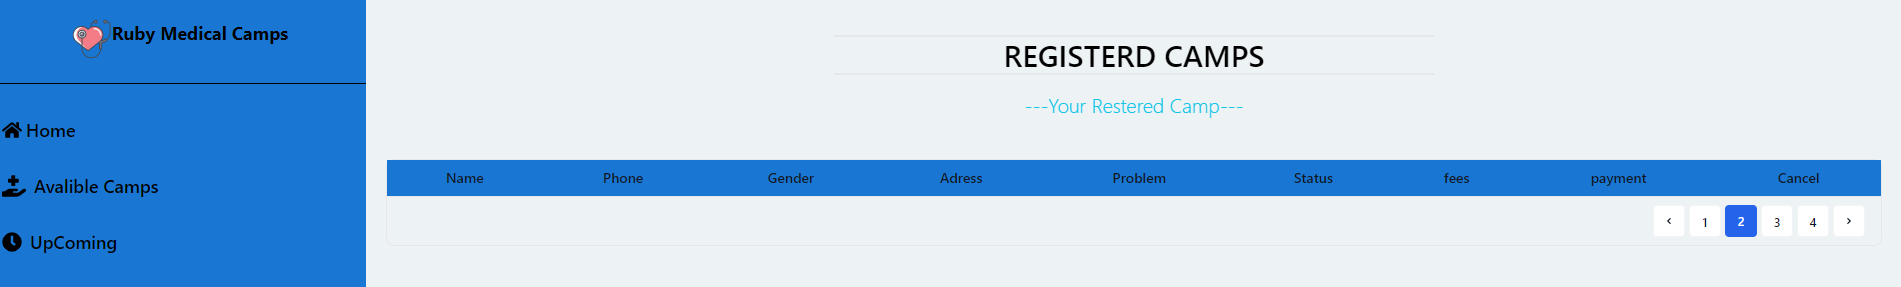 Ruby Medical Camps
Home
Avalible Camps
UpComing
REGISTERD CAMPS
---Your Restered Camp---
Name Phone Gender Adress Problem Status fees payment Cancel
‹ 1 2 3 4 ›